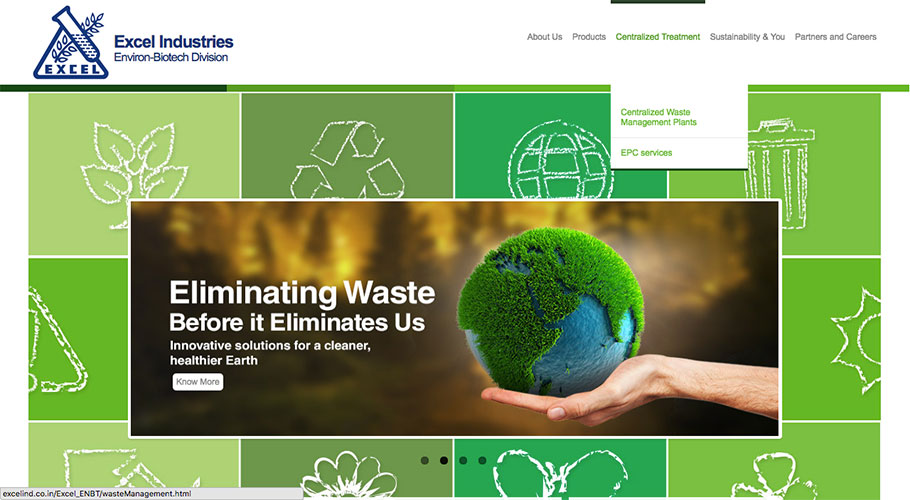 EXCEL
Excel Industries
Environ-Biotech Division
About Us Products Centralized Treatment Sustainability & You Partners and Careers
Centralized Waste
Management Plants
EPC services
Eliminating Waste
Before it Eliminates Us
Innovative solutions for a cleaner,
healthier Earth
Know More
excelind.co.in/Excel_ENBT/wasteManagement.html